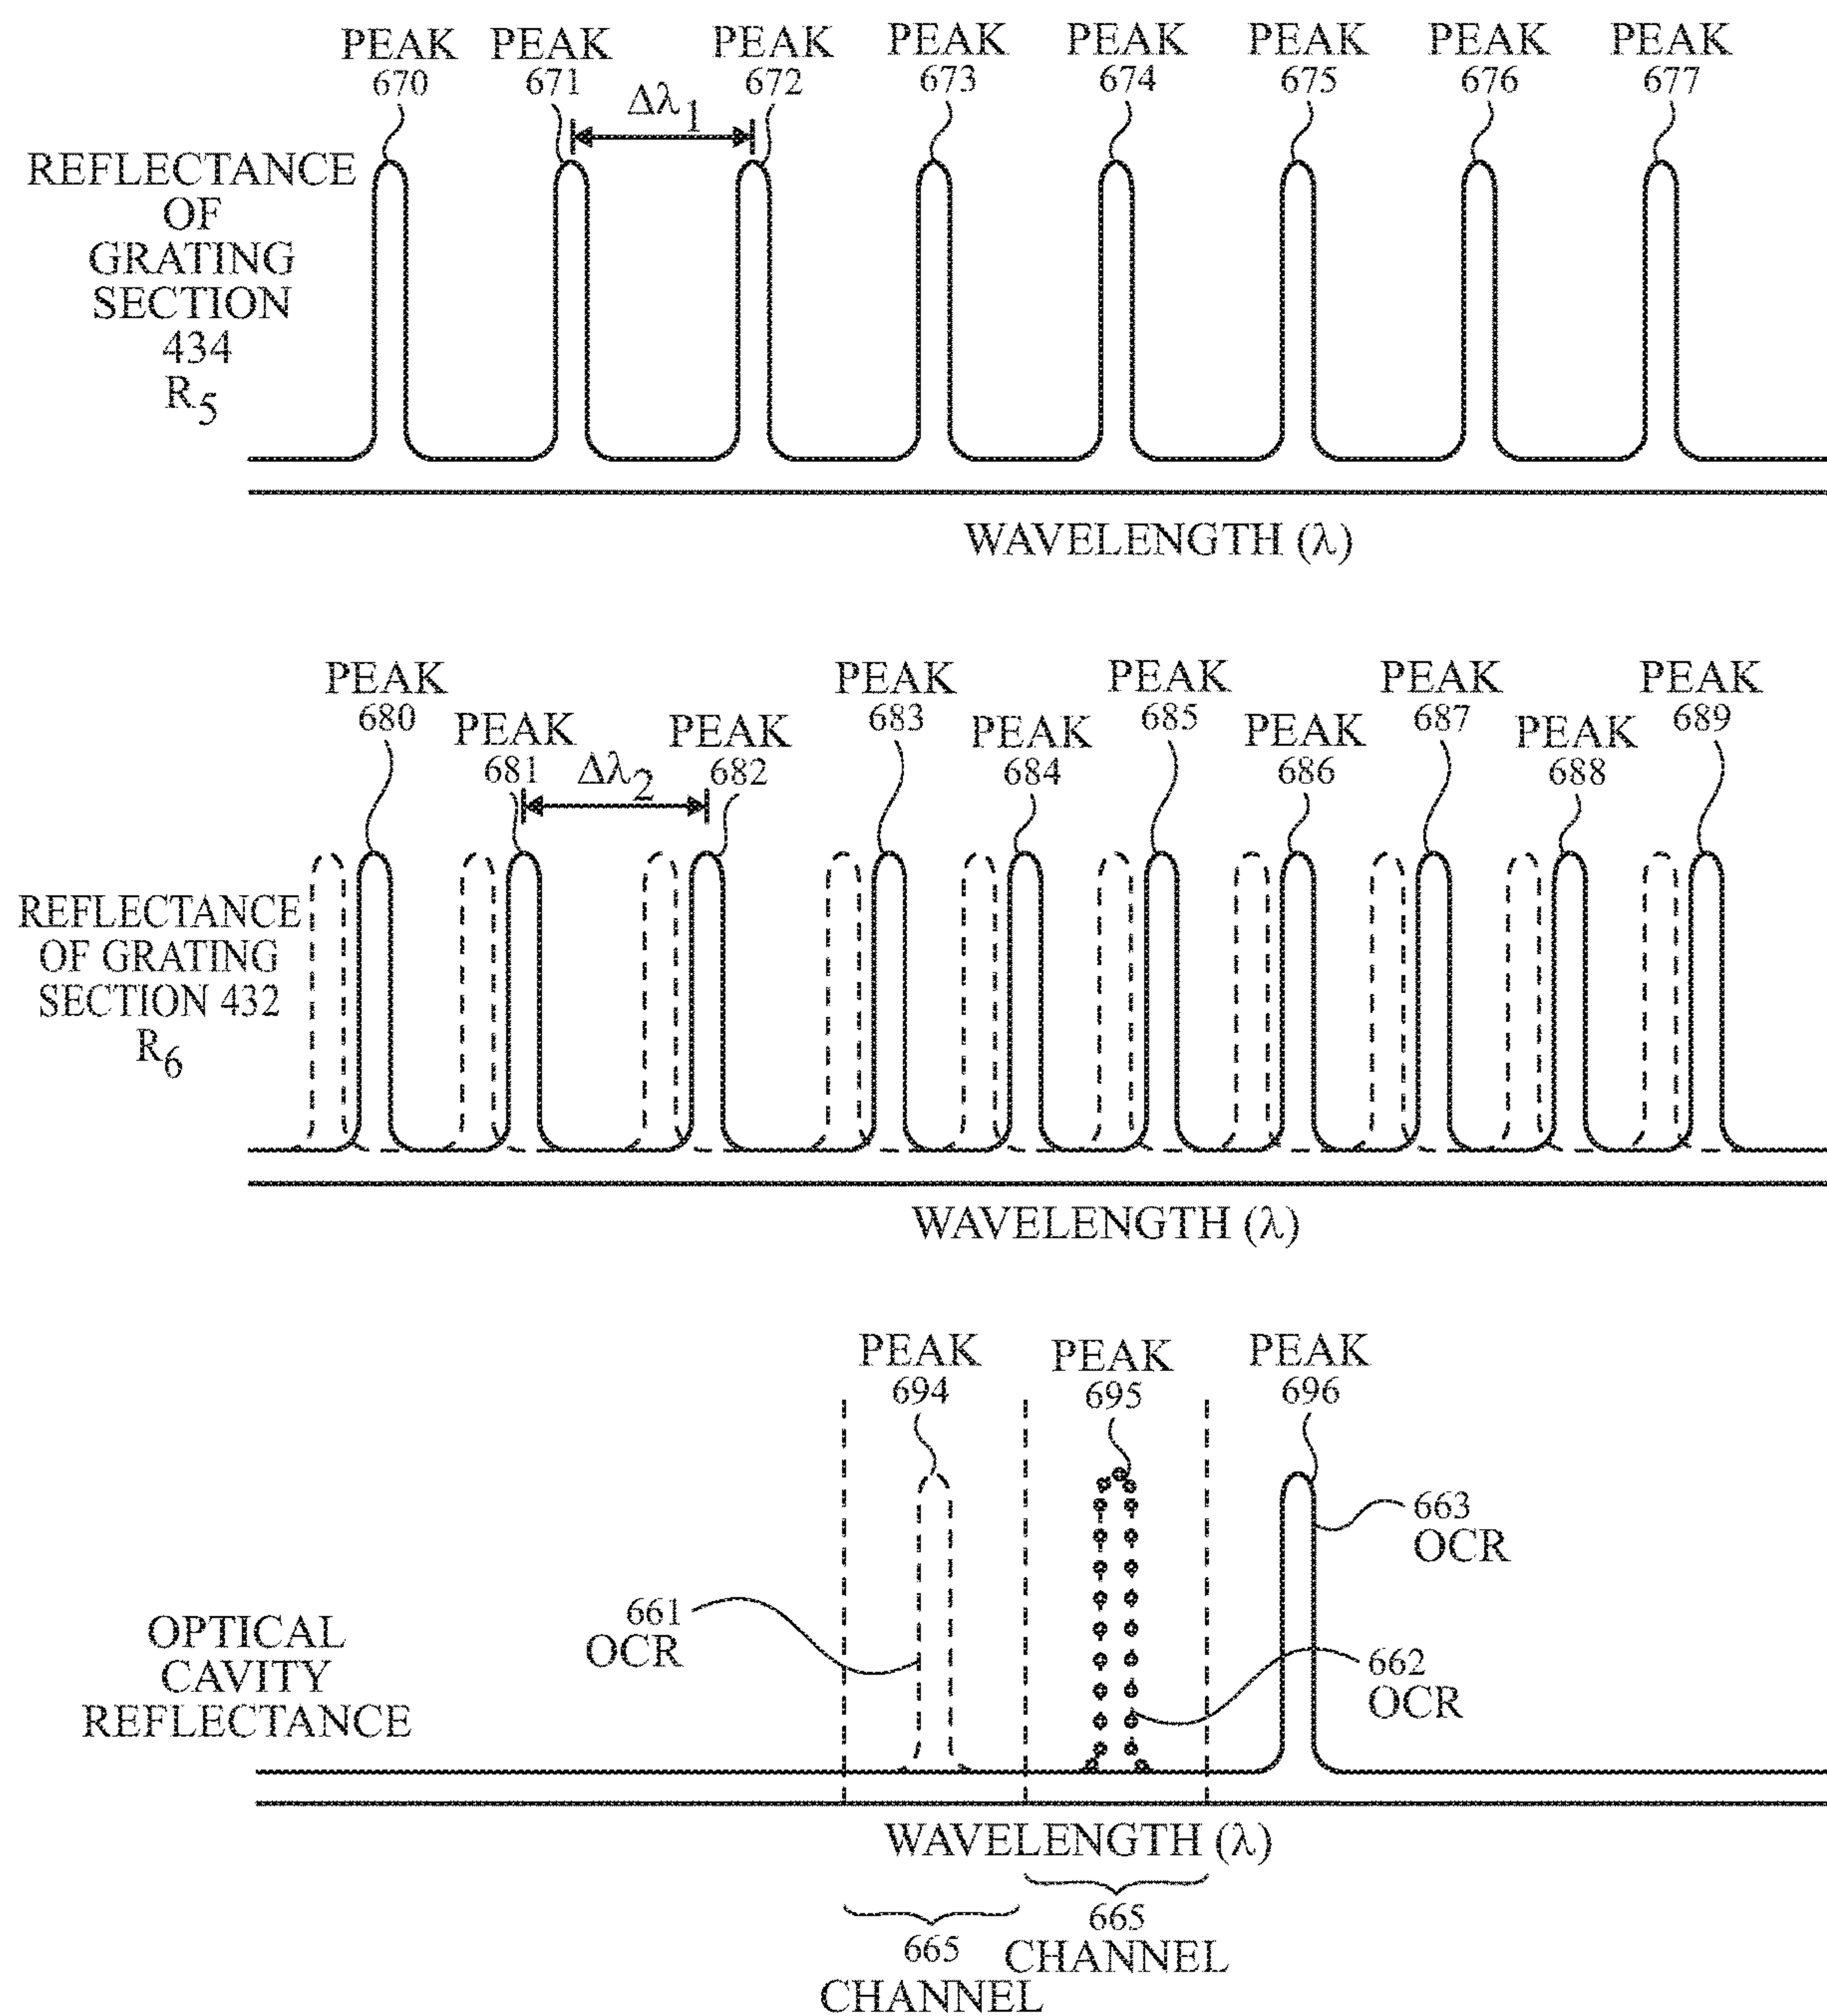 PEAK
670
PEAK
671
PEAK
672
PEAK
673
PEAK
674
PEAK
675
PEAK
676
PEAK
677
Δλ1
REFLECTANCE
OF
GRATING
SECTION
434
R5
WAVELENGTH (λ)
PEAK
680
PEAK
681
Δλ2
PEAK
682
PEAK
683
PEAK
684
PEAK
685
PEAK
686
PEAK
687
PEAK
688
PEAK
689
REFLECTANCE
OF GRATING
SECTION 432
R6
WAVELENGTH (λ)
PEAK
694
PEAK
695
PEAK
696
663
OCR
661
OCR
662
OCR
OPTICAL
CAVITY
REFLECTANCE
WAVELENGTH (λ)
665
CHANNEL
665
CHANNEL